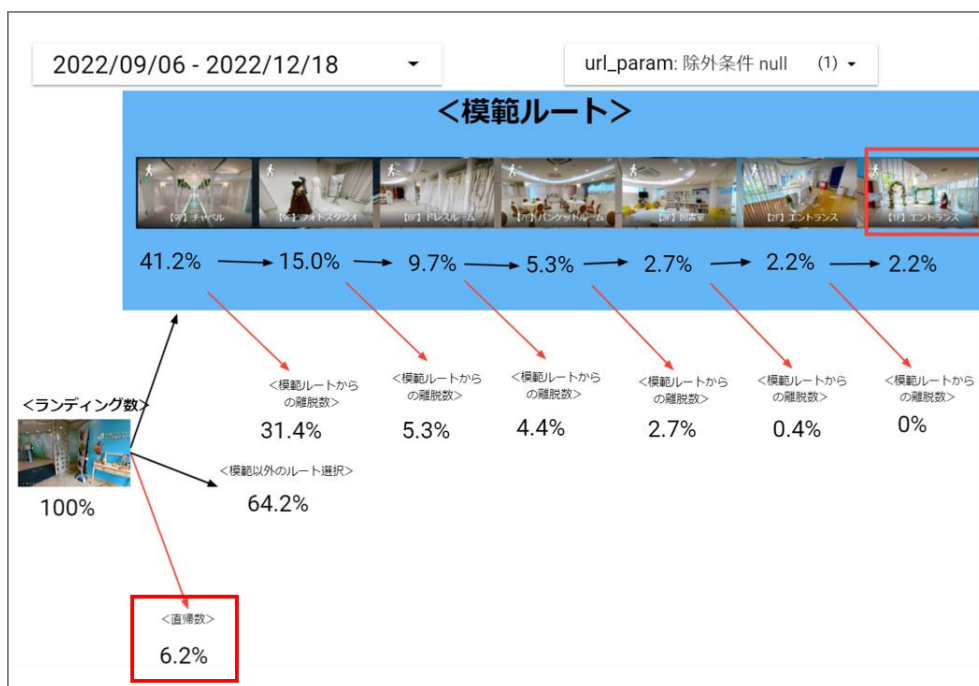 2022/09/06 - 2022/12/18
url_param: 除外条件 null (1)
＜模範ルート＞
【9F】チャペル
【9F】フォトスタジオ
【8F】ドレスルーム
【7F】バンケットルーム
【3F】図書室
【2F】エントランス
【1F】エントランス
41.2%
15.0%
9.7%
5.3%
2.7%
2.2%
2.2%
＜模範ルートから
の離脱数＞
31.4%
＜模範ルートから
の離脱数＞
5.3%
＜模範ルートから
の離脱数＞
4.4%
＜模範ルートから
の離脱数＞
2.7%
＜模範ルートから
の離脱数＞
0.4%
＜模範ルートから
の離脱数＞
0%
＜ランディング数＞
100%
＜模範以外のルート選択＞
64.2%
＜直帰数＞
6.2%